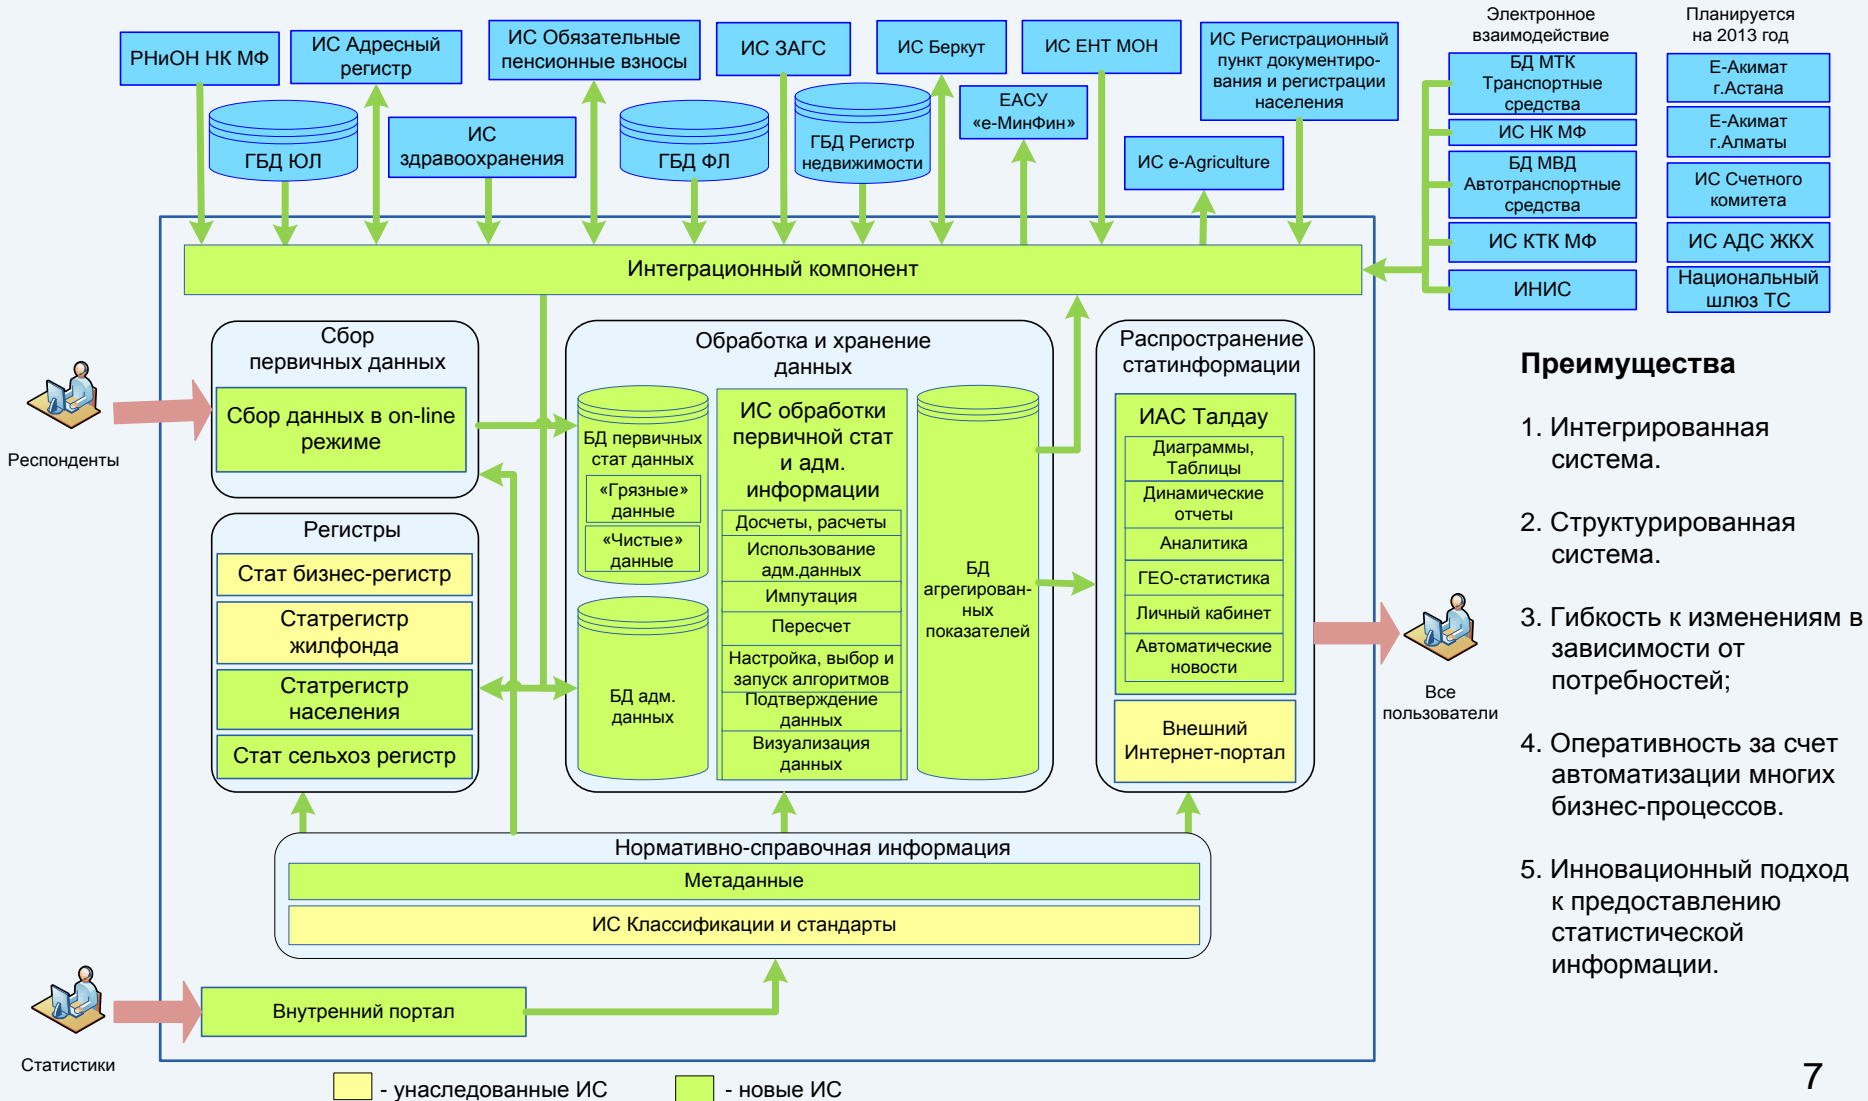 РНиОН НК МФ
ИС Адресный
регистр
ИС Обязательные
пенсионные взносы
ИС ЗАГС
ИС Беркут
ИС ЕНТ МОН
ИС Регистрационный
пункт документиро-
вания и регистрации
населения
ГБД ЮЛ
ИС
здравоохранения
ГБД ФЛ
ГБД Регистр
недвижимости
ЕАСУ
«е-МинФин»
ИС e-Agriculture
Электронное
взаимодействие
БД МТК
Транспортные
средства
ИС НК МФ
БД МВД
Автотранспортные
средства
ИС КТК МФ
ИНИС
Планируется
на 2013 год
Е-Акимат
г.Астана
Е-Акимат
г.Алматы
ИС Счетного
комитета
ИС АДС ЖКХ
Национальный
шлюз ТС
Интеграционный компонент
Респонденты
Сбор
первичных данных
Сбор данных в on-line
режиме
Регистры
Стат бизнес-регистр
Статрегистр
жилфонда
Статрегистр
населения
Стат сельхоз регистр
Обработка и хранение
данных
БД первичных
стат данных
«Грязные»
данные
«Чистые»
данные
БД адм.
данных
ИС обработки
первичной стат
и адм.
информации
Досчеты, расчеты
Использование
адм.данных
Импутация
Пересчет
Настройка, выбор и
запуск алгоритмов
Подтверждение
данных
Визуализация
данных
БД
агрегирован-
ных
показателей
Распространение
статинформации
ИАС Талдау
Диаграммы,
Таблицы
Динамические
отчеты
Аналитика
ГЕО-статистика
Личный кабинет
Автоматические
новости
Внешний
Интернет-портал
Все
пользователи
Нормативно-справочная информация
Метаданные
ИС Классификации и стандарты
Статистики
Внутренний портал
- унаследованные ИС
- новые ИС
Преимущества
1. Интегрированная
система.
2. Структурированная
система.
3. Гибкость к изменениям в
зависимости от
потребностей;
4. Оперативность за счет
автоматизации многих
бизнес-процессов.
5. Инновационный подход
к предоставлению
статистической
информации.
7